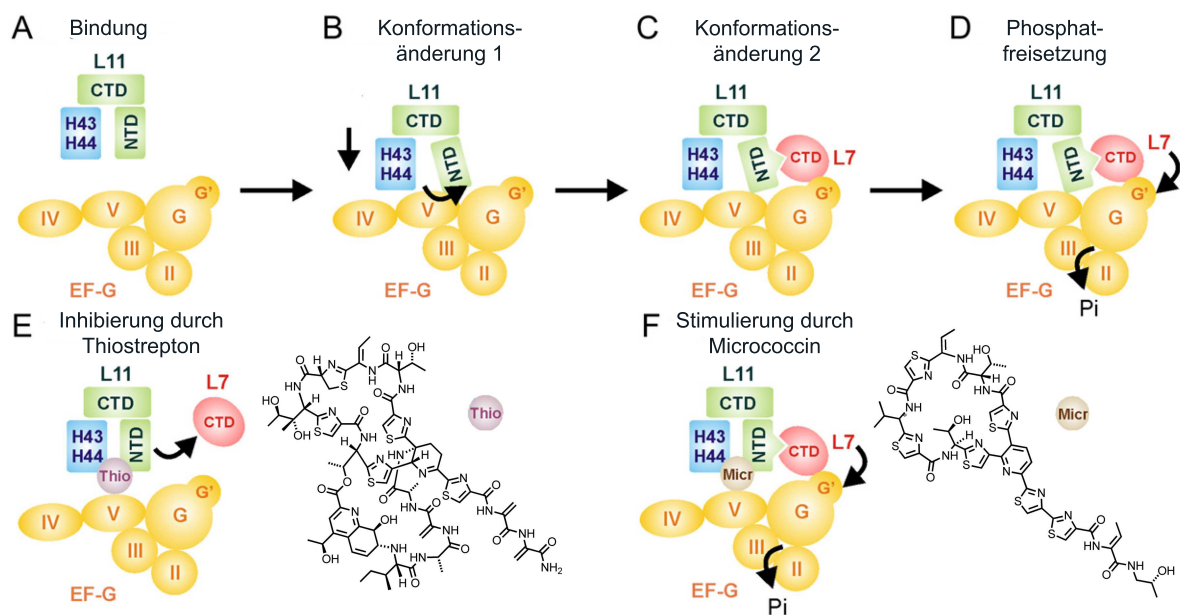 A
Bindung
L11
CTD
H43
H44
NTD
IV
V
G
G'
III
II
EF-G
B
Konformations-
änderung 1
L11
CTD
H43
H44
NTD
IV
V
G
G'
III
II
EF-G
C
Konformations-
änderung 2
L11
CTD
H43
H44
NTD
CTD
L7
IV
V
G
G'
III
II
EF-G
D
Phosphat-
freisetzung
L11
CTD
H43
H44
NTD
CTD
L7
IV
V
G
G'
III
II
EF-G
Pi
E
Inhibierung durch
Thiostrepton
L11
CTD
H43
H44
NTD
L7
CTD
Thio
IV
V
G
G'
III
II
EF-G
Thio
F
Stimulierung durch
Micrococcin
L11
CTD
H43
H44
NTD
CTD
L7
Micr
IV
V
G
G'
III
II
EF-G
Pi
Micr